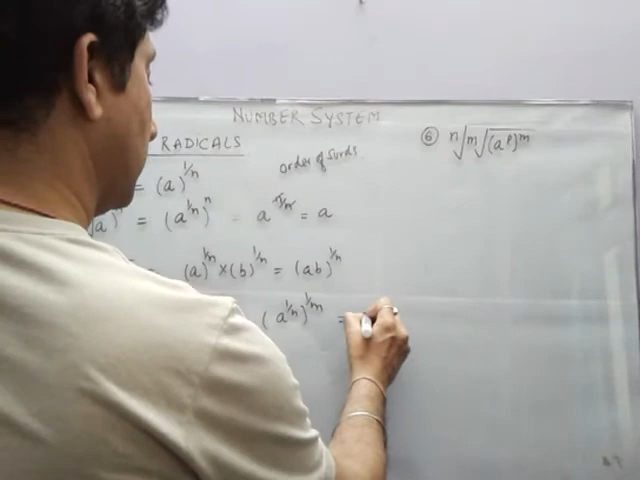 NUMBER SYSTEM
RADICALS
order of surds.
= (a)^{1/n}
a)^n = (a^{1/n})^n = a^{n/n} = a
= (a)^{1/n} × (b)^{1/n} = (ab)^{1/n}
(a^{1/n})^{1/m} =
⑥ ⁿ√ᵐ√(a^p)^m